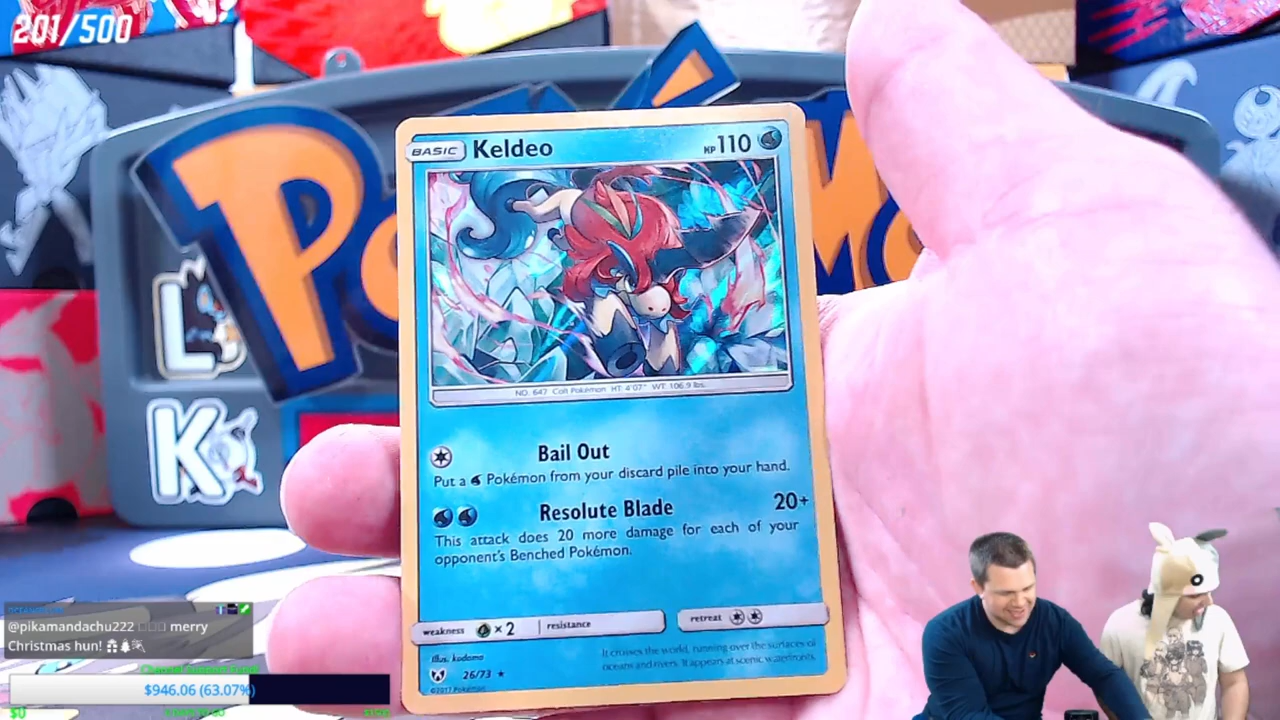 201/500
POKÉMO
L
K
BASIC Keldeo HP 110
NO. 647 Colt Pokémon HT: 4'07" WT: 106.9 lbs.
Bail Out
Put a Pokémon from your discard pile into your hand.
Resolute Blade 20+
This attack does 20 more damage for each of your
opponent's Benched Pokémon.
weakness ×2 resistance retreat
Illus. kodama
It crosses the world, running over the surfaces of
oceans and rivers. It appears at scenic waterfronts.
26/73
©2017 Pokémon
@pikamandachu222 merry
Christmas hun!
$946.06 (63.07%)
$0